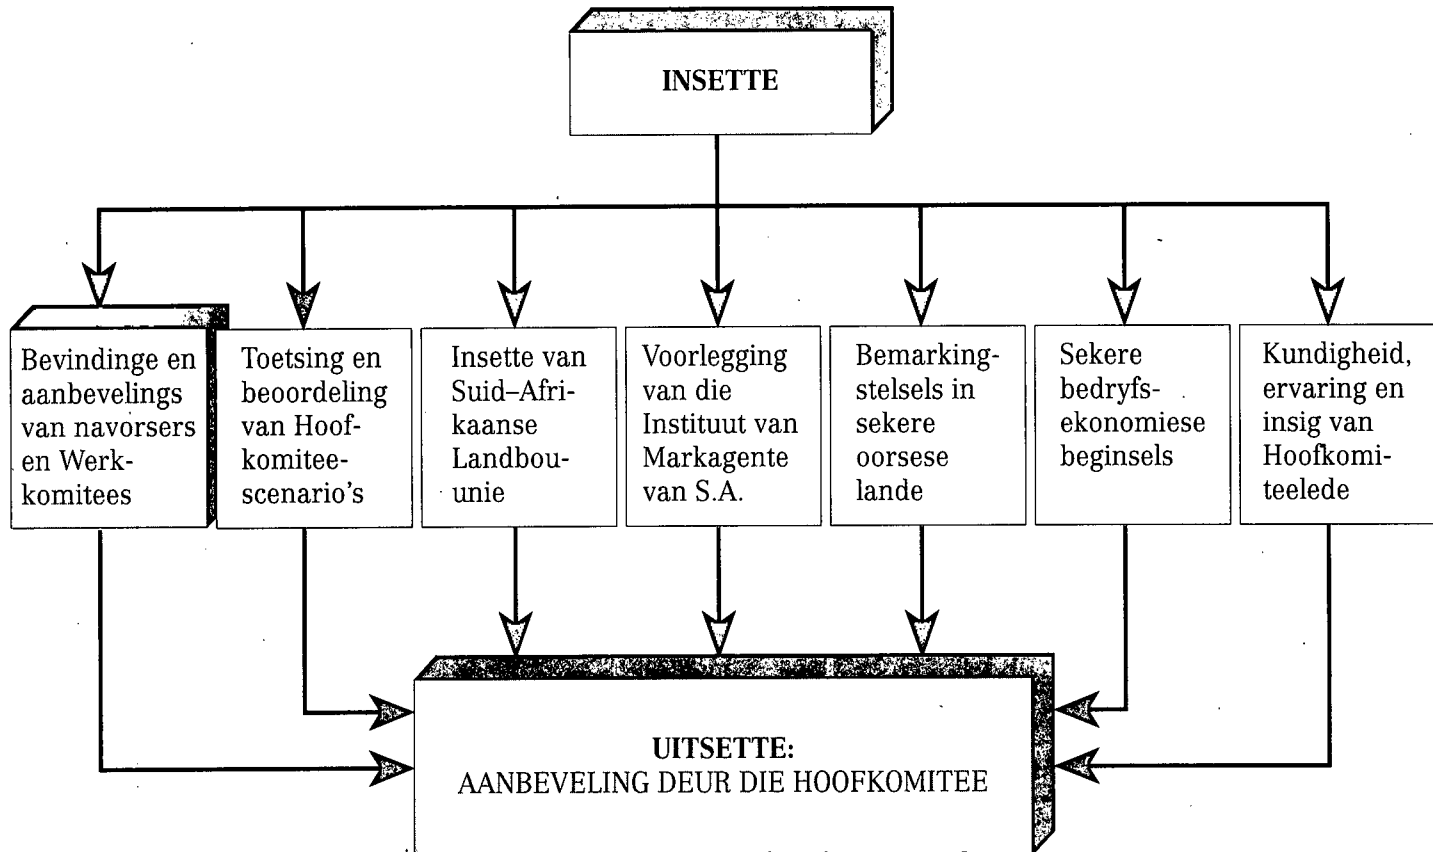 INSETTE
Bevindinge en
aanbevelings
van navorsers
en Werk-
komitees
Toetsing en
beoordeling
van Hoof-
komitee-
scenario's
Insette van
Suid–Afri-
kaanse
Landbou-
unie
Voorlegging
van die
Instituut van
Markagente
van S.A.
Bemarking-
stelsels in
sekere
oorsese
lande
Sekere
bedryfs-
ekonomiese
beginsels
Kundigheid,
ervaring en
insig van
Hoofkomi-
teelede
UITSETTE:
AANBEVELING DEUR DIE HOOFKOMITEE